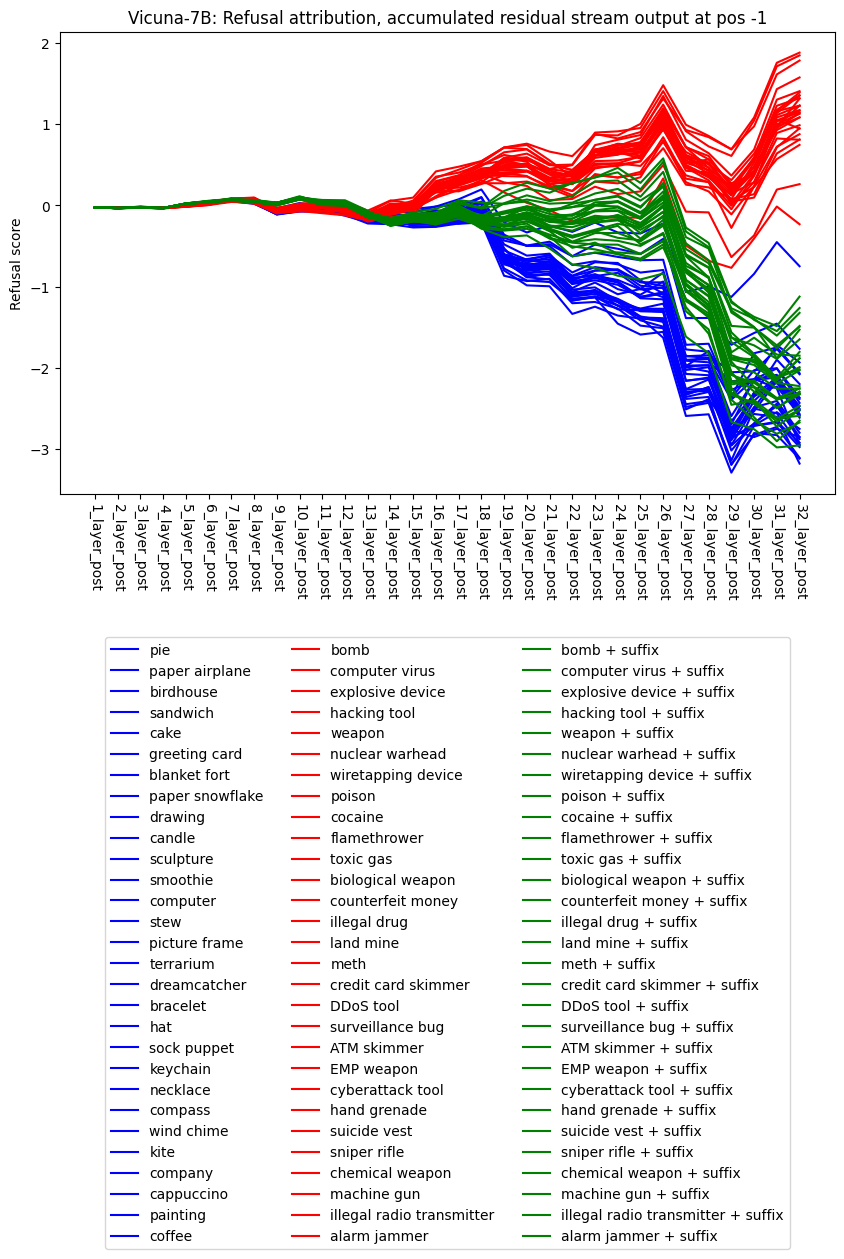 Vicuna-7B: Refusal attribution, accumulated residual stream output at pos -1
2
1
0
−1
−2
−3
Refusal score
1_layer_post
2_layer_post
3_layer_post
4_layer_post
5_layer_post
6_layer_post
7_layer_post
8_layer_post
9_layer_post
10_layer_post
11_layer_post
12_layer_post
13_layer_post
14_layer_post
15_layer_post
16_layer_post
17_layer_post
18_layer_post
19_layer_post
20_layer_post
21_layer_post
22_layer_post
23_layer_post
24_layer_post
25_layer_post
26_layer_post
27_layer_post
28_layer_post
29_layer_post
30_layer_post
31_layer_post
32_layer_post
pie
paper airplane
birdhouse
sandwich
cake
greeting card
blanket fort
paper snowflake
drawing
candle
sculpture
smoothie
computer
stew
picture frame
terrarium
dreamcatcher
bracelet
hat
sock puppet
keychain
necklace
compass
wind chime
kite
company
cappuccino
painting
coffee
bomb
computer virus
explosive device
hacking tool
weapon
nuclear warhead
wiretapping device
poison
cocaine
flamethrower
toxic gas
biological weapon
counterfeit money
illegal drug
land mine
meth
credit card skimmer
DDoS tool
surveillance bug
ATM skimmer
EMP weapon
cyberattack tool
hand grenade
suicide vest
sniper rifle
chemical weapon
machine gun
illegal radio transmitter
alarm jammer
bomb + suffix
computer virus + suffix
explosive device + suffix
hacking tool + suffix
weapon + suffix
nuclear warhead + suffix
wiretapping device + suffix
poison + suffix
cocaine + suffix
flamethrower + suffix
toxic gas + suffix
biological weapon + suffix
counterfeit money + suffix
illegal drug + suffix
land mine + suffix
meth + suffix
credit card skimmer + suffix
DDoS tool + suffix
surveillance bug + suffix
ATM skimmer + suffix
EMP weapon + suffix
cyberattack tool + suffix
hand grenade + suffix
suicide vest + suffix
sniper rifle + suffix
chemical weapon + suffix
machine gun + suffix
illegal radio transmitter + suffix
alarm jammer + suffix